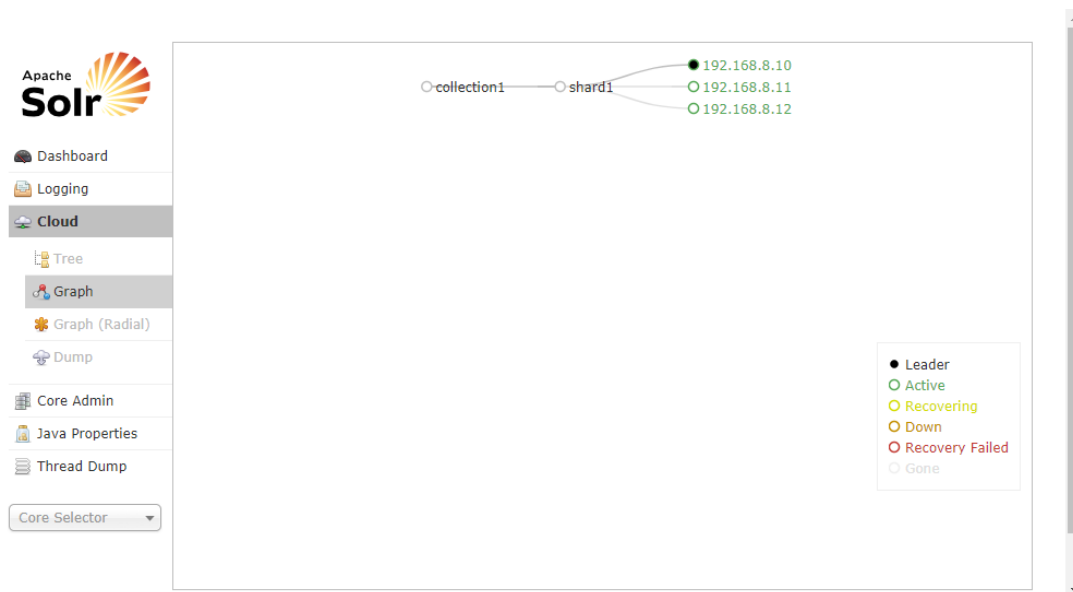 Apache
Solr
Dashboard
Logging
Cloud
Tree
Graph
Graph (Radial)
Dump
Core Admin
Java Properties
Thread Dump
Core Selector
collection1
shard1
192.168.8.10
192.168.8.11
192.168.8.12
Leader
Active
Recovering
Down
Recovery Failed
Gone